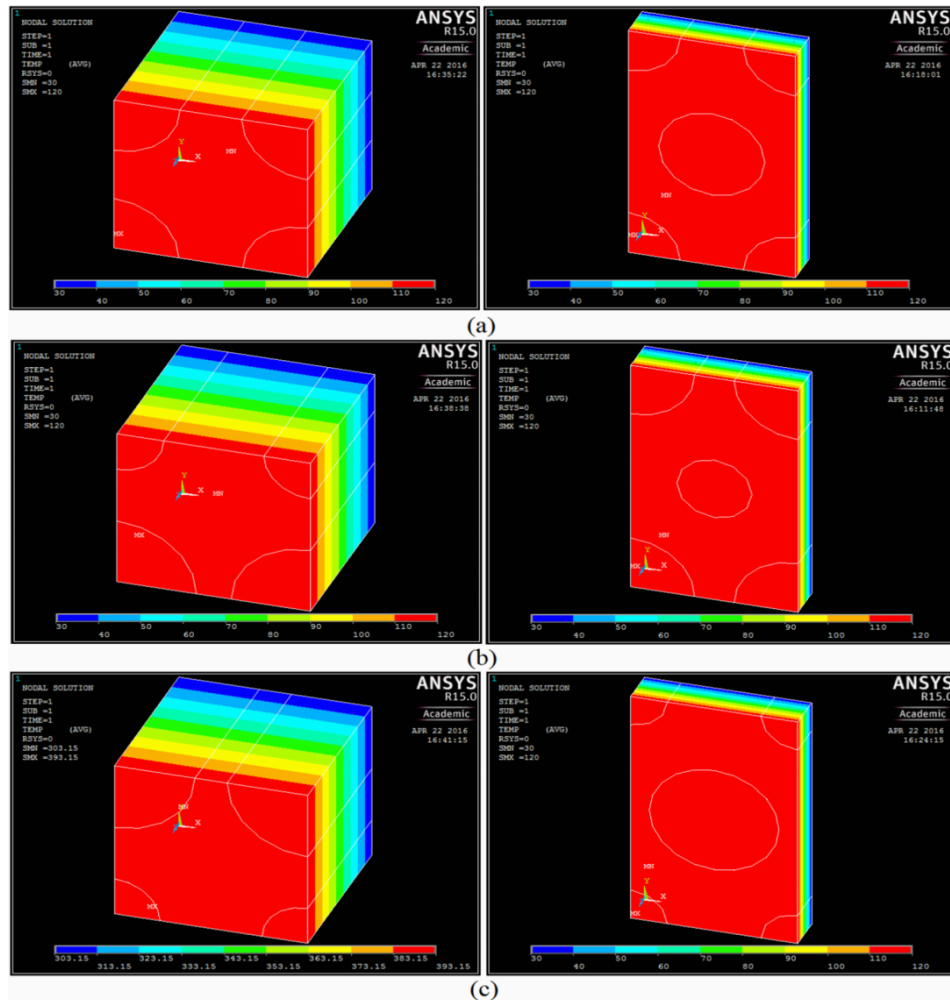 1
NODAL SOLUTION
STEP=1
SUB =1
TIME=1
TEMP (AVG)
RSYS=0
SMN =30
SMX =120
ANSYS
R15.0
Academic
APR 22 2016
16:35:22
Y
X
MN
MX
30 40 50 60 70 80 90 100 110 120
1
NODAL SOLUTION
STEP=1
SUB =1
TIME=1
TEMP (AVG)
RSYS=0
SMN =30
SMX =120
ANSYS
R15.0
Academic
APR 22 2016
16:18:01
MN
Y
MX X
30 40 50 60 70 80 90 100 110 120
(a)
1
NODAL SOLUTION
STEP=1
SUB =1
TIME=1
TEMP (AVG)
RSYS=0
SMN =30
SMX =120
ANSYS
R15.0
Academic
APR 22 2016
16:38:38
Y
X MN
MX
30 40 50 60 70 80 90 100 110 120
1
NODAL SOLUTION
STEP=1
SUB =1
TIME=1
TEMP (AVG)
RSYS=0
SMN =30
SMX =120
ANSYS
R15.0
Academic
APR 22 2016
16:11:48
MN
Y
MX X
30 40 50 60 70 80 90 100 110 120
(b)
1
NODAL SOLUTION
STEP=1
SUB =1
TIME=1
TEMP (AVG)
RSYS=0
SMN =303.15
SMX =393.15
ANSYS
R15.0
Academic
APR 22 2016
16:41:15
MN
X
MX
303.15 313.15 323.15 333.15 343.15 353.15 363.15 373.15 383.15 393.15
1
NODAL SOLUTION
STEP=1
SUB =1
TIME=1
TEMP (AVG)
RSYS=0
SMN =30
SMX =120
ANSYS
R15.0
Academic
APR 22 2016
16:24:15
MN
Y
X
MX
30 40 50 60 70 80 90 100 110 120
(c)